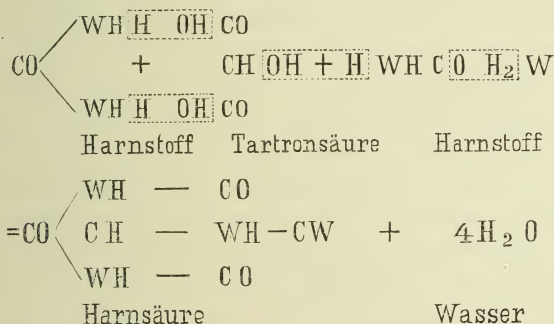 WH H OH CO
CO + CH OH + H WH CO H₂ W
WH H OH CO
Harnstoff Tartronsäure Harnstoff
WH — CO
=CO CH — WH — CW + 4H₂O
WH — CO
Harnsäure Wasser